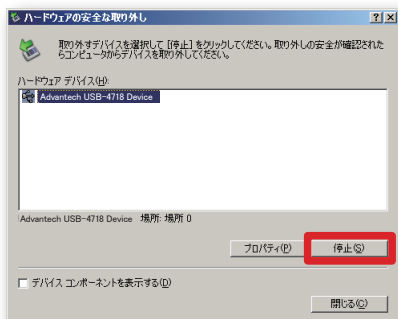 ハードウェアの安全な取り外し
取り外すデバイスを選択して [停止] をクリックしてください。取り外しの安全が確認された
らコンピュータからデバイスを取り外してください。
ハードウェア デバイス(H):
Advantech USB-4718 Device
Advantech USB-4718 Device 場所: 場所 0
プロパティ(P)
停止(S)
デバイス コンポーネントを表示する(D)
閉じる(C)